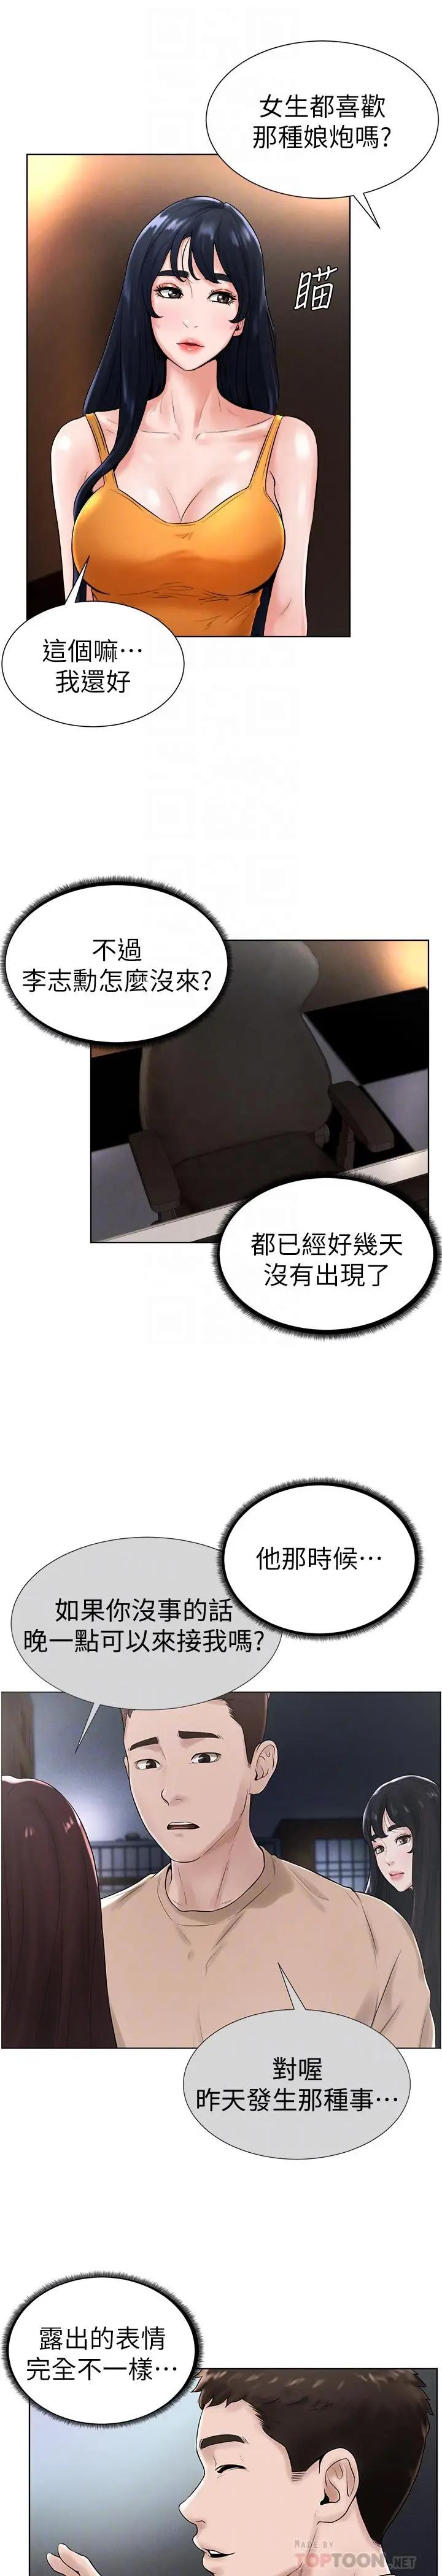 女生都喜歡
那種娘炮嗎?
瞄
這個嘛…
我還好
不過
李志勳怎麼沒來?
都已經好幾天
沒有出現了
他那時候…
如果你沒事的話
晚一點可以來接我嗎?
對喔
昨天發生那種事…
露出的表情
完全不一樣…
MADE BY
TOPTOON.NET